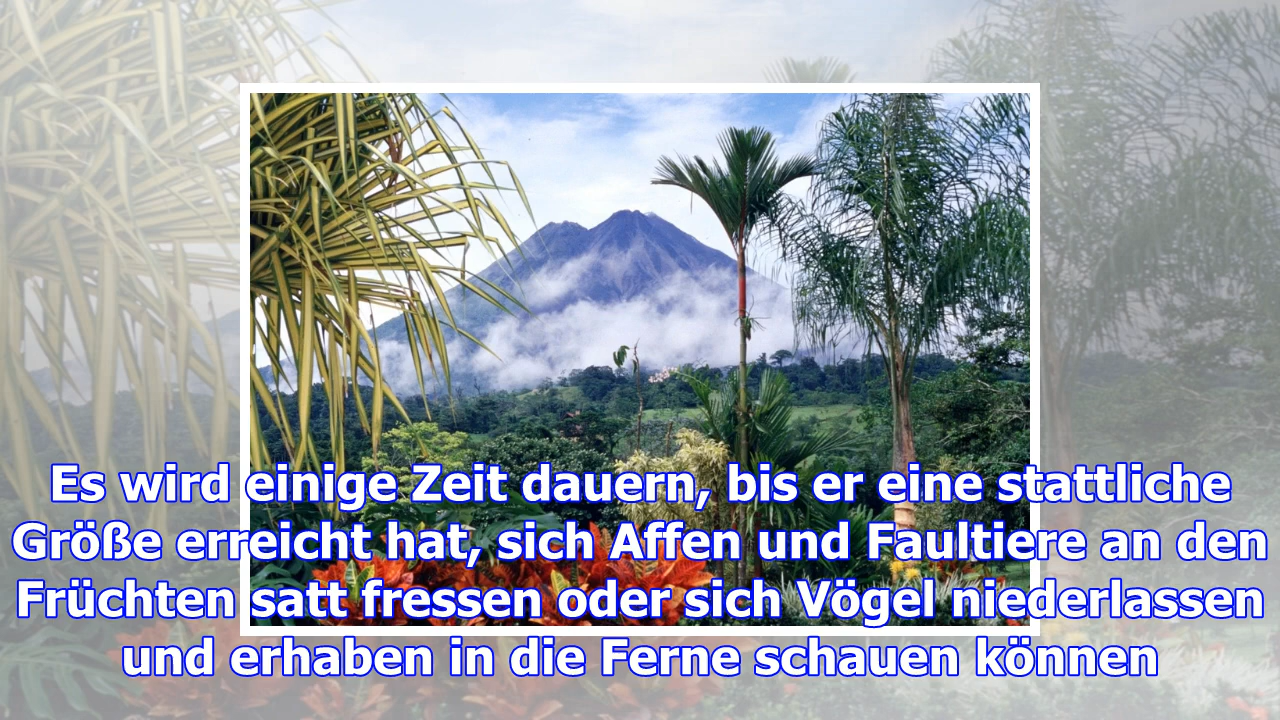 Es wird einige Zeit dauern, bis er eine stattliche
Größe erreicht hat, sich Affen und Faultiere an den
Früchten satt fressen oder sich Vögel niederlassen
und erhaben in die Ferne schauen können